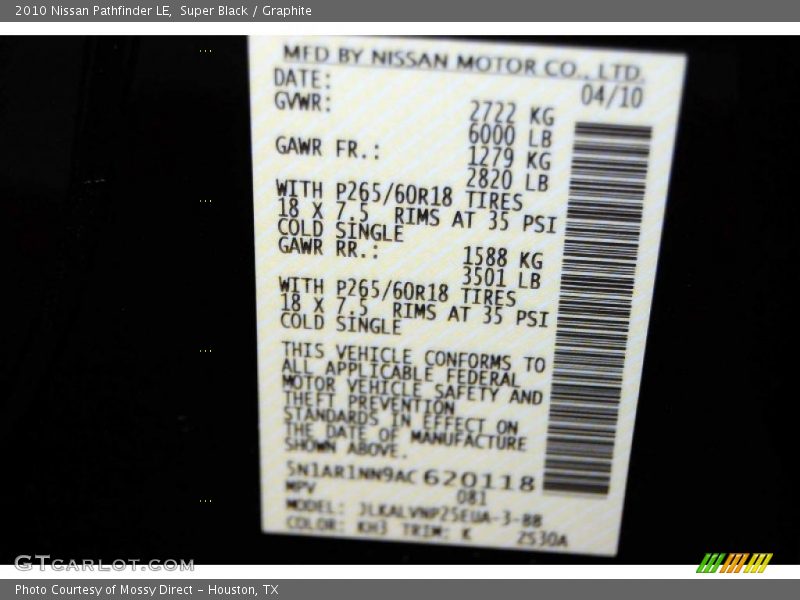 2010 Nissan Pathfinder LE, Super Black / Graphite
MFD BY NISSAN MOTOR CO., LTD.
DATE: 04/10
GVWR: 2722 KG
6000 LB
GAWR FR.: 1279 KG
2820 LB
WITH P265/60R18 TIRES
18 X 7.5 RIMS AT 35 PSI
COLD SINGLE
GAWR RR.: 1588 KG
3501 LB
WITH P265/60R18 TIRES
18 X 7.5 RIMS AT 35 PSI
COLD SINGLE
THIS VEHICLE CONFORMS TO
ALL APPLICABLE FEDERAL
MOTOR VEHICLE SAFETY AND
THEFT PREVENTION
STANDARDS IN EFFECT ON
THE DATE OF MANUFACTURE
SHOWN ABOVE.
5N1AR1NN9AC620118
MPV 081
MODEL: JLKALVNP25EUA-3-88
COLOR: KH3 TRIM: K ZS30A
GTCARLOT.COM
Photo Courtesy of Mossy Direct - Houston, TX